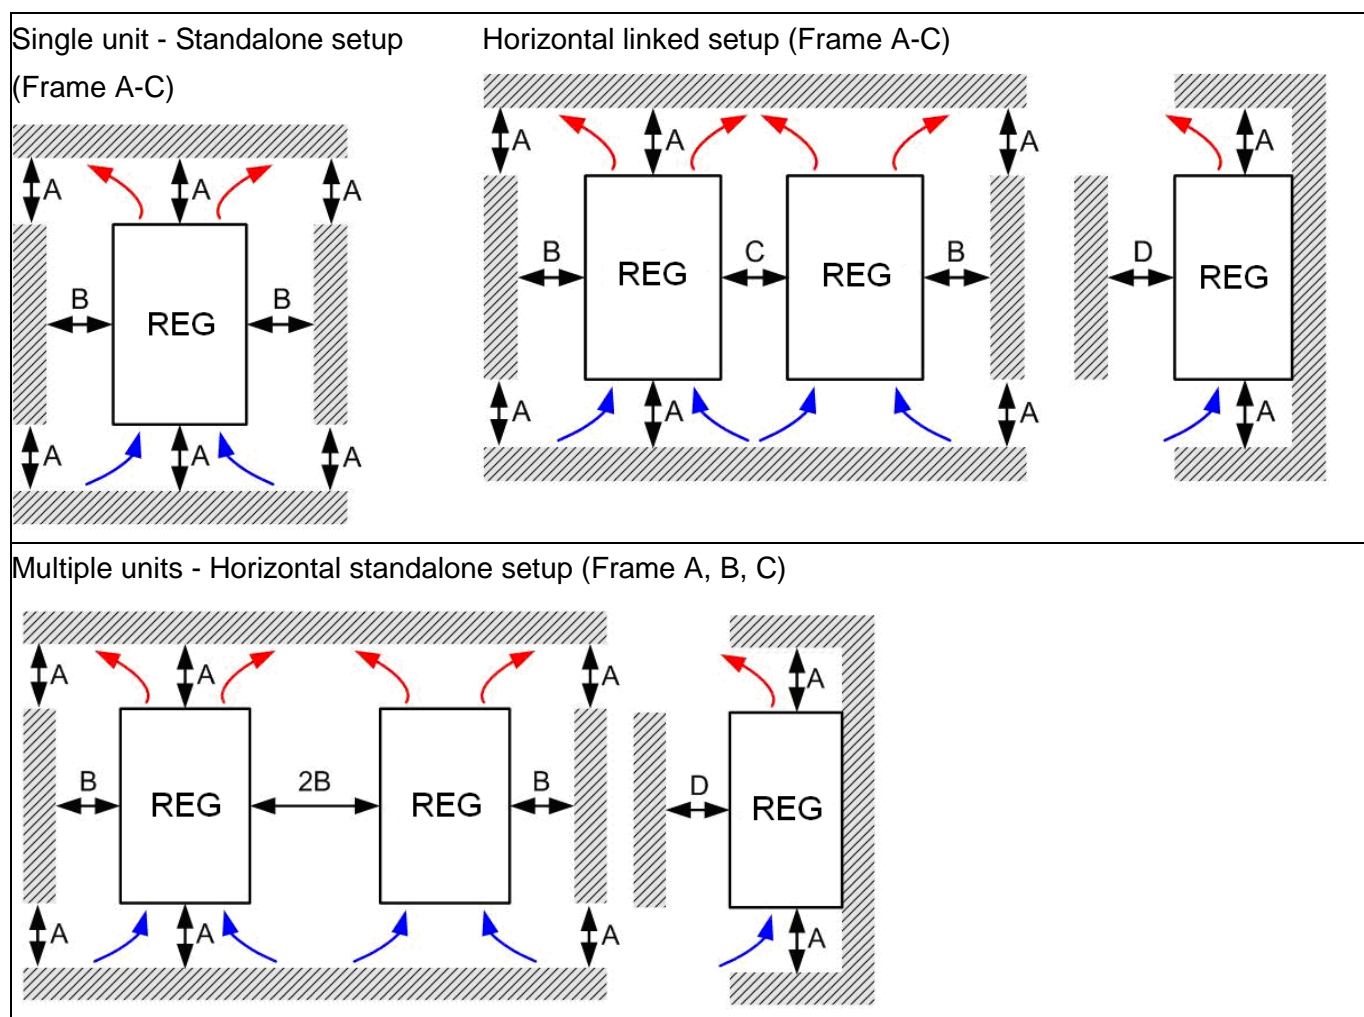 Single unit - Standalone setup
(Frame A-C)
A A A
B REG B
A A A
Horizontal linked setup (Frame A-C)
A A A A
B REG C REG B D REG
A A A A
Multiple units - Horizontal standalone setup (Frame A, B, C)
A A A A
B REG 2B REG B D REG
A A A A